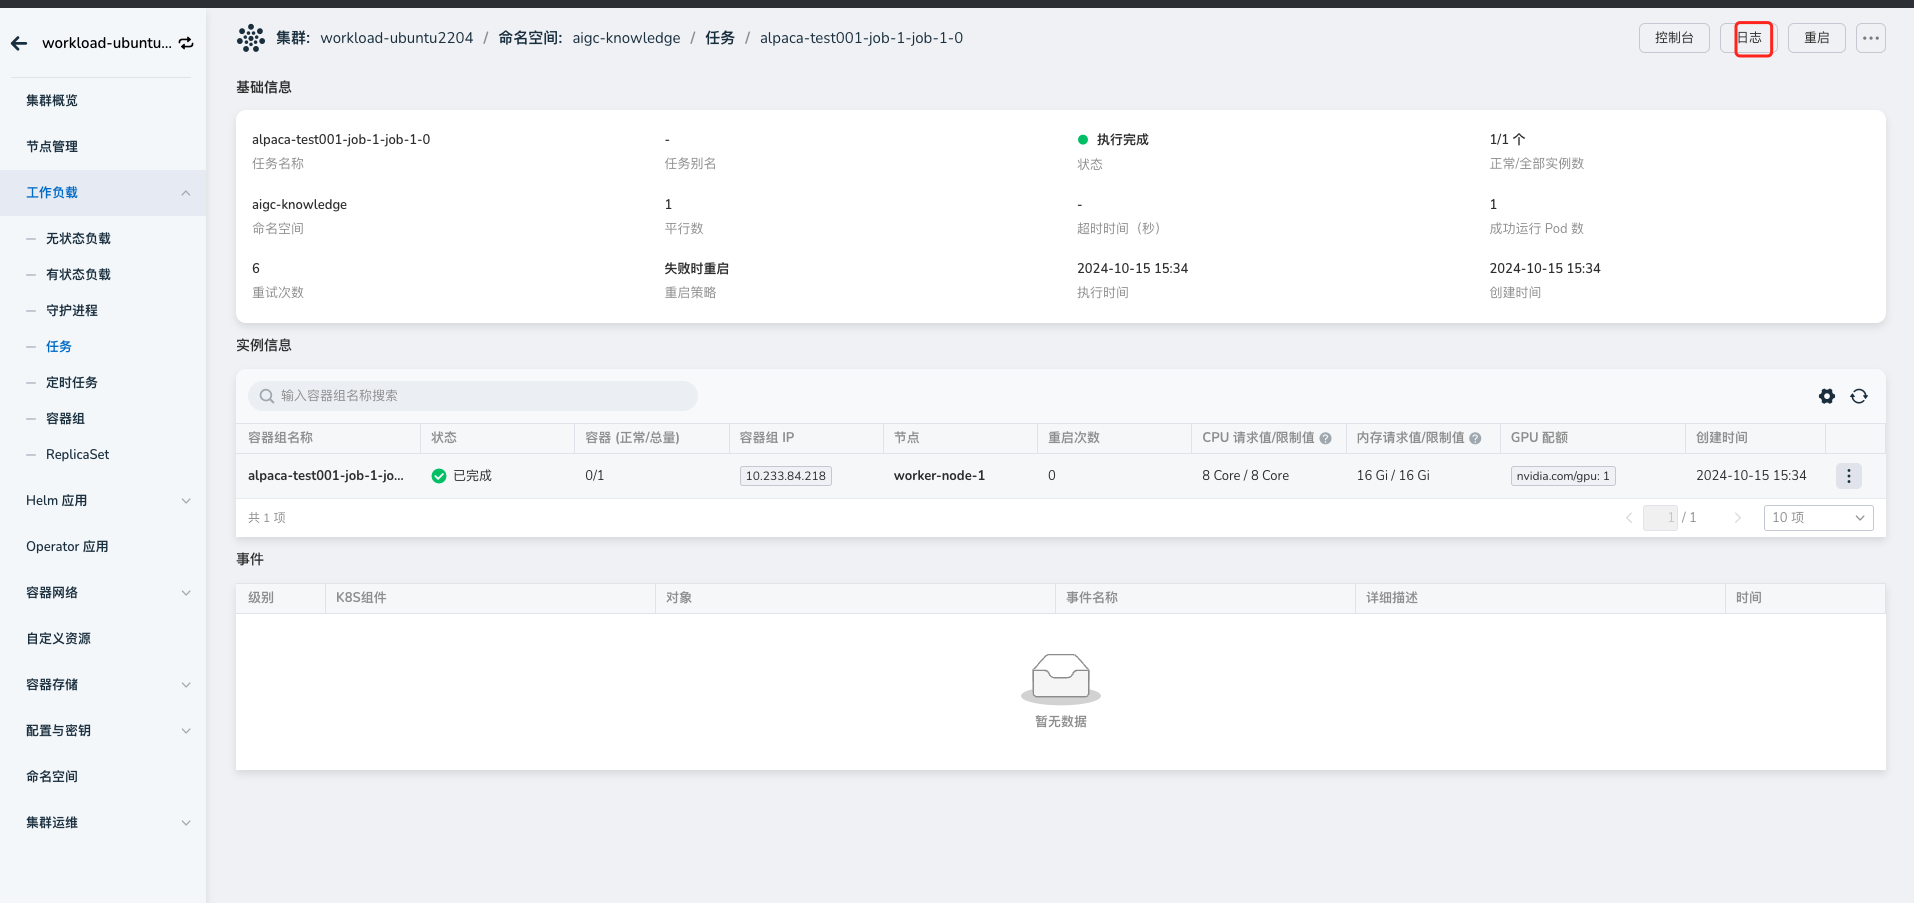 workload-ubuntu...
集群: workload-ubuntu2204 / 命名空间: aigc-knowledge / 任务 / alpaca-test001-job-1-job-1-0
控制台 日志 重启
集群概览
节点管理
工作负载
无状态负载
有状态负载
守护进程
任务
定时任务
容器组
ReplicaSet
Helm 应用
Operator 应用
容器网络
自定义资源
容器存储
配置与密钥
命名空间
集群运维
基础信息
alpaca-test001-job-1-job-1-0 - 执行完成 1/1 个
任务名称 任务别名 状态 正常/全部实例数
aigc-knowledge 1 - 1
命名空间 平行数 超时时间（秒） 成功运行 Pod 数
6 失败时重启 2024-10-15 15:34 2024-10-15 15:34
重试次数 重启策略 执行时间 创建时间
实例信息
输入容器组名称搜索
容器组名称 状态 容器 (正常/总量) 容器组 IP 节点 重启次数 CPU 请求值/限制值 内存请求值/限制值 GPU 配额 创建时间
alpaca-test001-job-1-jo... 已完成 0/1 10.233.84.218 worker-node-1 0 8 Core / 8 Core 16 Gi / 16 Gi nvidia.com/gpu: 1 2024-10-15 15:34
共 1 项 1 / 1 10 项
事件
级别 K8S组件 对象 事件名称 详细描述 时间
暂无数据